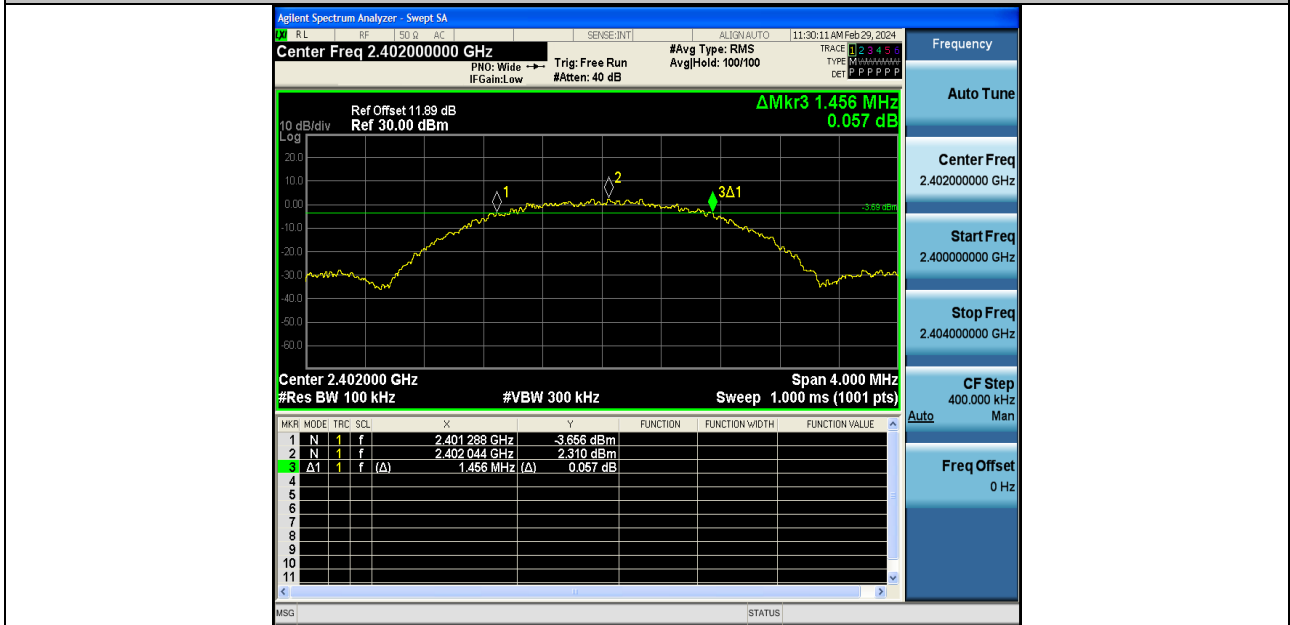 Agilent Spectrum Analyzer - Swept SA
LXI RL RF 50 Ω AC SENSE:INT ALIGN AUTO 11:30:11 AM Feb 29, 2024
Center Freq 2.402000000 GHz
PNO: Wide
IFGain:Low
Trig: Free Run
#Atten: 40 dB
#Avg Type: RMS
Avg|Hold: 100/100
TRACE 1 2 3 4 5 6
TYPE M
DET P P P P P P
Ref Offset 11.89 dB
10 dB/div Ref 30.00 dBm
Log
ΔMkr3 1.456 MHz
0.057 dB
20.0
10.0
0.00
-10.0
-20.0
-30.0
-40.0
-50.0
-60.0
1
2
3Δ1
-3.69 dBm
Center 2.402000 GHz Span 4.000 MHz
#Res BW 100 kHz #VBW 300 kHz Sweep 1.000 ms (1001 pts)
MKR MODE TRC SCL X Y FUNCTION FUNCTION WIDTH FUNCTION VALUE
1 N 1 f 2.401 288 GHz -3.656 dBm
2 N 1 f 2.402 044 GHz 2.310 dBm
3 Δ1 1 f (Δ) 1.456 MHz (Δ) 0.057 dB
4
5
6
7
8
9
10
11
MSG STATUS
Frequency
Auto Tune
Center Freq
2.402000000 GHz
Start Freq
2.400000000 GHz
Stop Freq
2.404000000 GHz
CF Step
400.000 kHz
Auto Man
Freq Offset
0 Hz